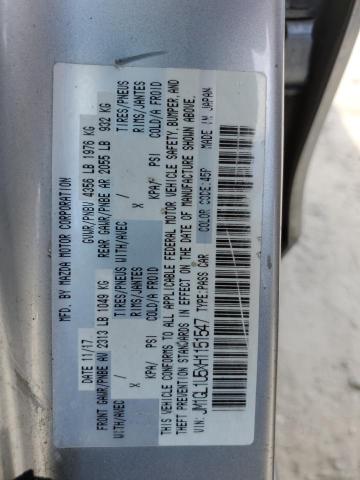 MFD. BY MAZDA MOTOR CORPORATION
DATE 11/17 GVWR/PNBV 4356 LB 1976 KG
FRONT GAWR/PNBE AV 2313 LB 1049 KG REAR GAWR/PNBE AR 2055 LB 932 KG
WITH/AVEC TIRES/PNEUS WITH/AVEC TIRES/PNEUS
/ RIMS/JANTES / RIMS/JANTES
X COLD/A FROID X COLD/A FROID
KPA/ PSI KPA/ PSI
THIS VEHICLE CONFORMS TO ALL APPLICABLE FEDERAL MOTOR VEHICLE SAFETY, BUMPER, AND
THEFT PREVENTION STANDARDS IN EFFECT ON THE DATE OF MANUFACTURE SHOWN ABOVE.
VIN: JM1GL1U5XH1151547 COLOR CODE:45P MADE IN JAPAN
TYPE:PASS CAR